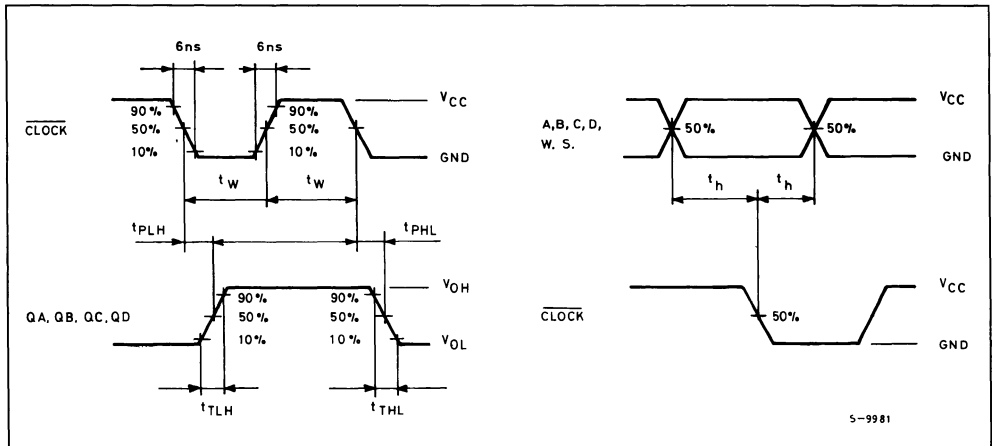 6ns 6ns
VCC
90% 90%
CLOCK 50% 50%
10% 10%
GND
tW tW
tPLH tPHL
VOH
90% 90%
QA, QB, QC, QD 50% 50%
10% 10%
VOL
tTLH tTHL
VCC
A,B, C, D,
W. S.
50% 50%
GND
th th
VCC
CLOCK 50%
GND
S-9981